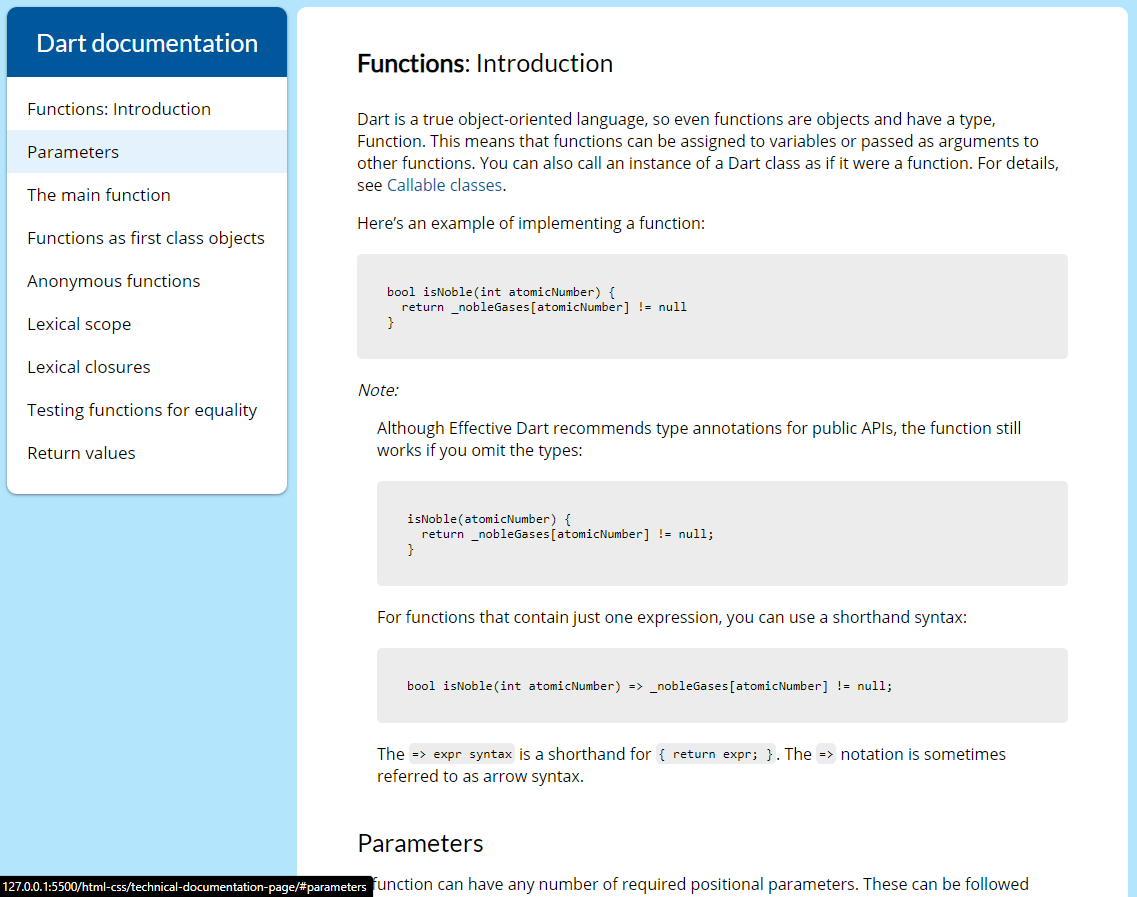 Dart documentation
Functions: Introduction
Parameters
The main function
Functions as first class objects
Anonymous functions
Lexical scope
Lexical closures
Testing functions for equality
Return values
Functions: Introduction
Dart is a true object-oriented language, so even functions are objects and have a type,
Function. This means that functions can be assigned to variables or passed as arguments to
other functions. You can also call an instance of a Dart class as if it were a function. For details,
see Callable classes.
Here’s an example of implementing a function:
bool isNoble(int atomicNumber) {
  return _nobleGases[atomicNumber] != null
}
Note:
Although Effective Dart recommends type annotations for public APIs, the function still
works if you omit the types:
isNoble(atomicNumber) {
  return _nobleGases[atomicNumber] != null;
}
For functions that contain just one expression, you can use a shorthand syntax:
bool isNoble(int atomicNumber) => _nobleGases[atomicNumber] != null;
The => expr syntax is a shorthand for { return expr; }. The => notation is sometimes
referred to as arrow syntax.
Parameters
function can have any number of required positional parameters. These can be followed
127.0.0.1:5500/html-css/technical-documentation-page/#parameters